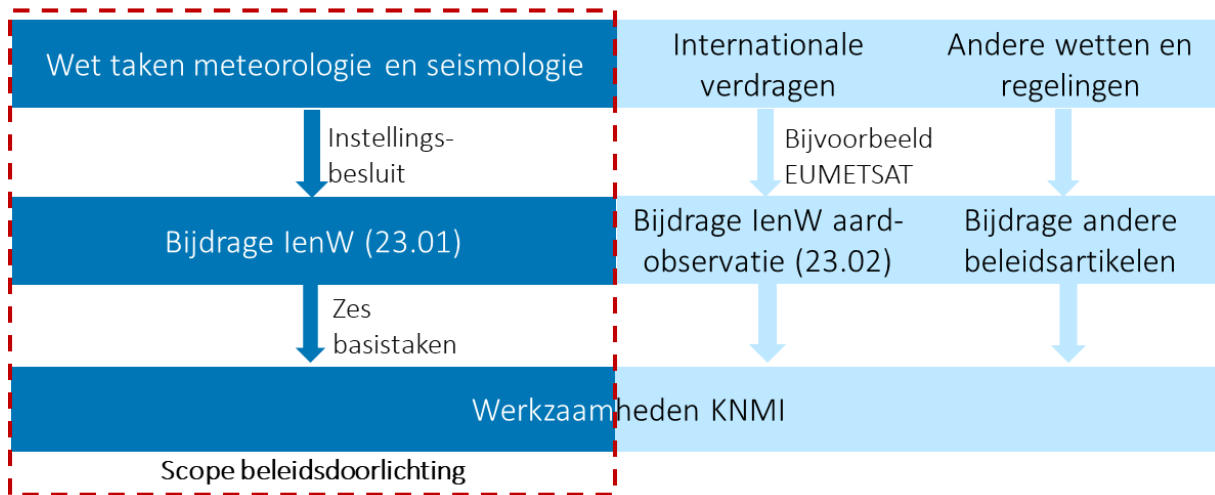 Wet taken meteorologie en seismologie
Internationale
verdragen
Andere wetten en
regelingen
Instellings-
besluit
Bijvoorbeeld
EUMETSAT
Bijdrage IenW (23.01)
Bijdrage IenW aard-
observatie (23.02)
Bijdrage andere
beleidsartikelen
Zes
basistaken
Werkzaamheden KNMI
Scope beleidsdoorlichting